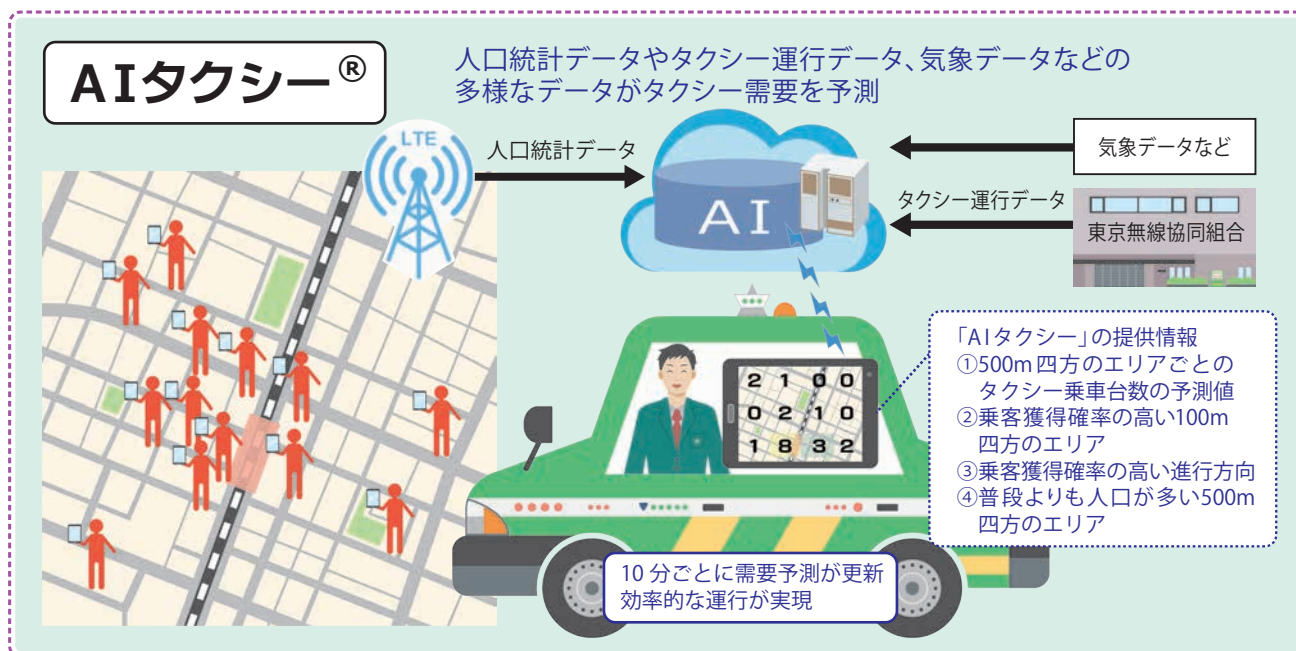 AIタクシー®
人口統計データやタクシー運行データ、気象データなどの
多様なデータがタクシー需要を予測
LTE
人口統計データ
AI
気象データなど
タクシー運行データ
東京無線協同組合
2 1 0 0
0 2 1 0
1 8 3 2
「AIタクシー」の提供情報
①500m四方のエリアごとの
タクシー乗車台数の予測値
②乗客獲得確率の高い100m
四方のエリア
③乗客獲得確率の高い進行方向
④普段よりも人口が多い500m
四方のエリア
10分ごとに需要予測が更新
効率的な運行が実現